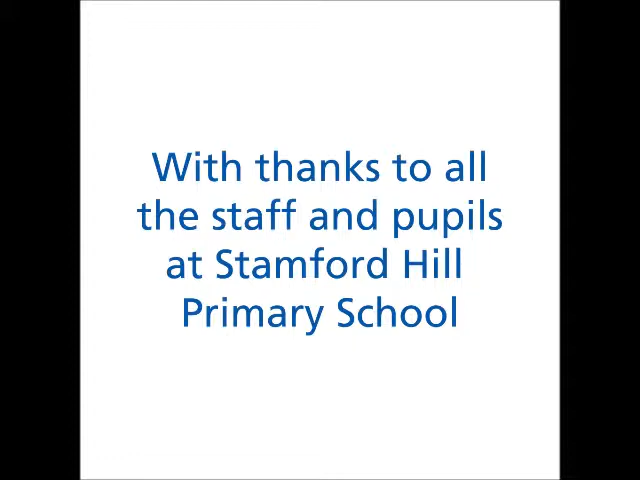 With thanks to all
the staff and pupils
at Stamford Hill
Primary School